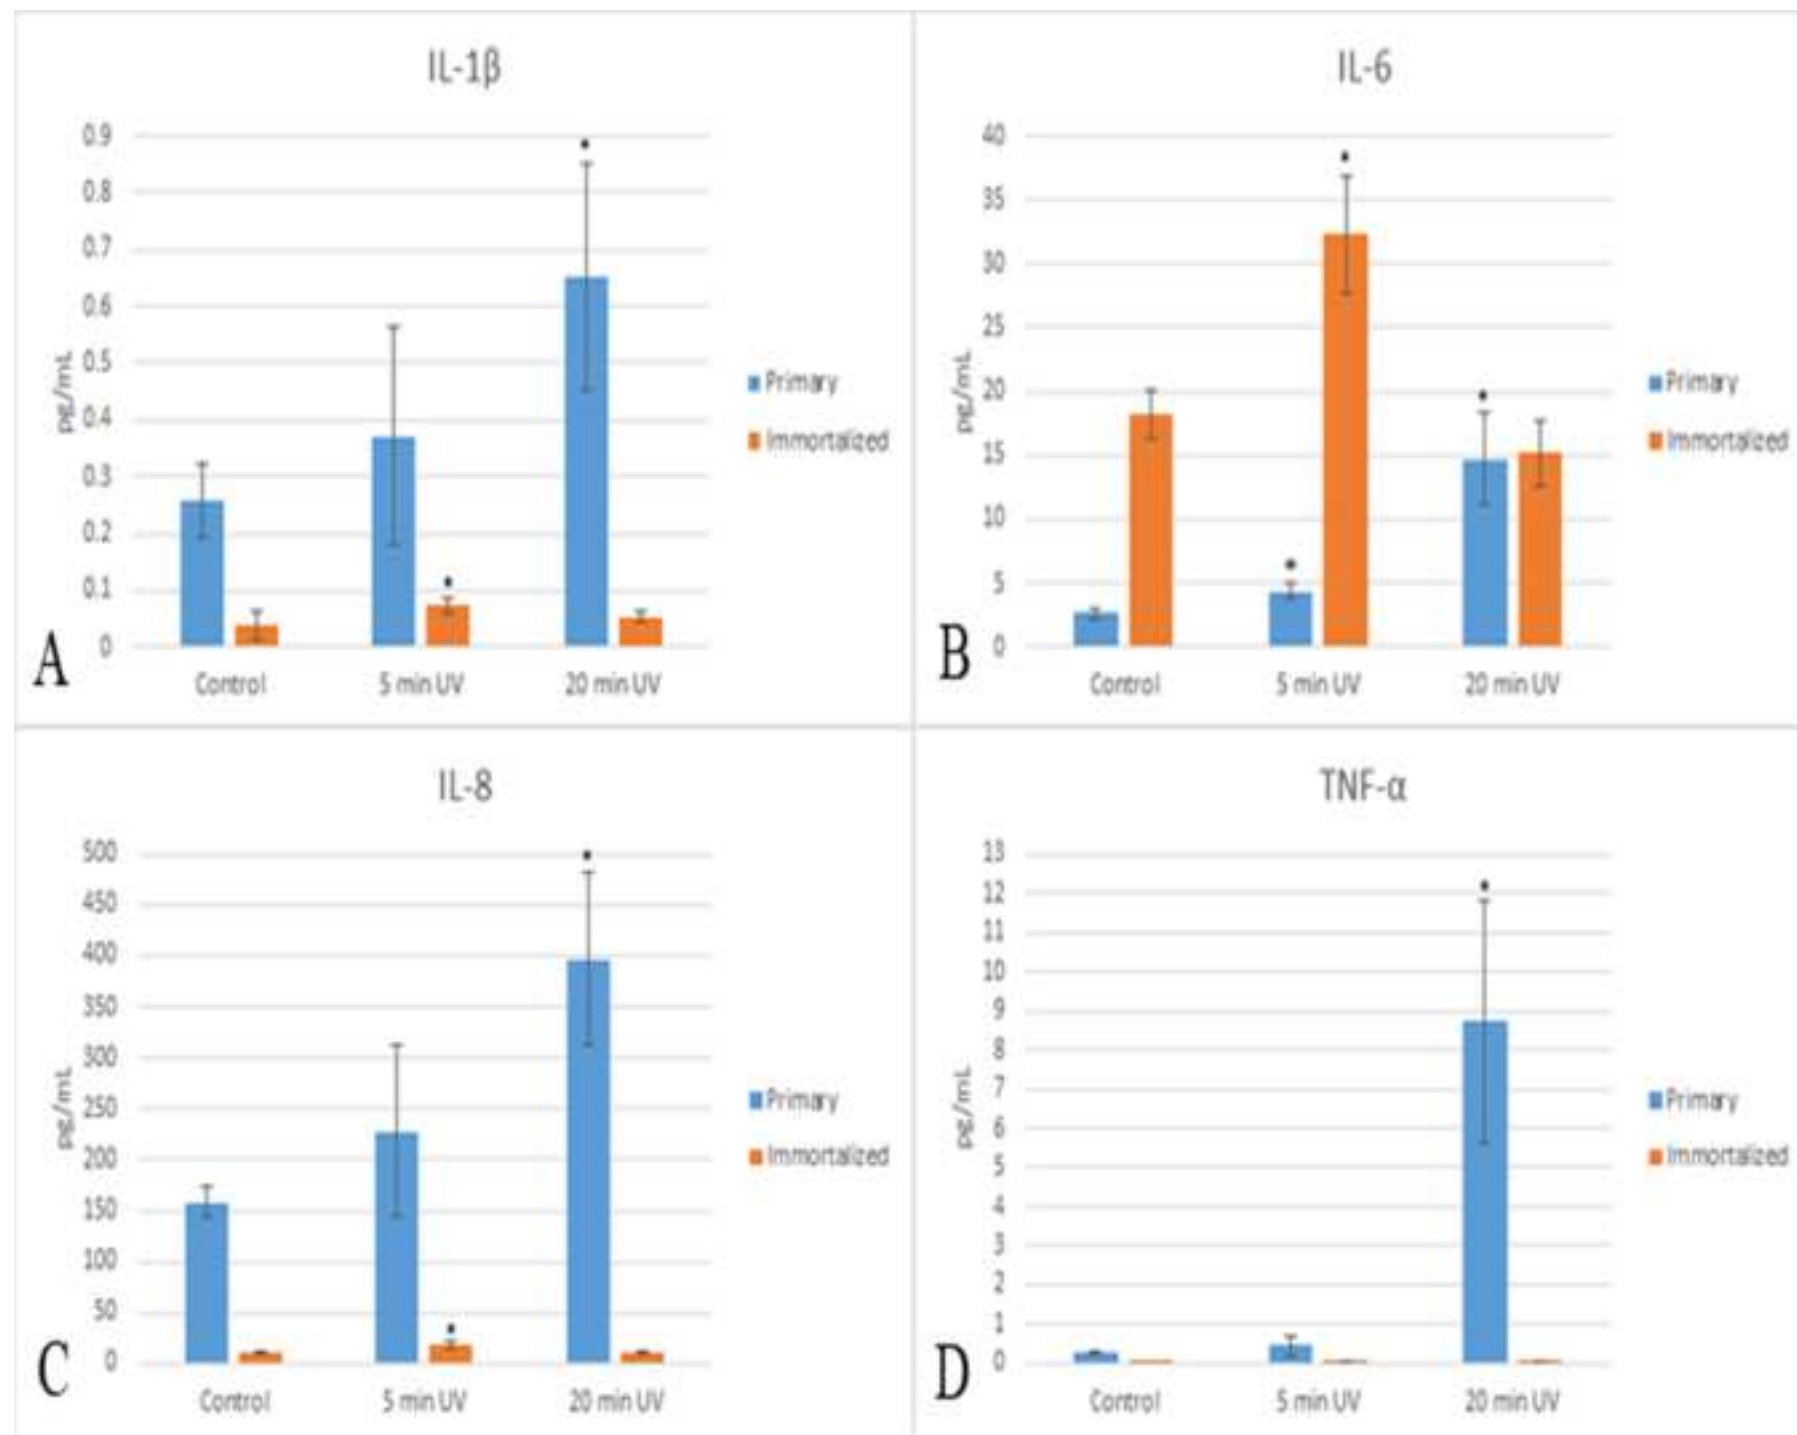 IL-1β
0.9
0.8
0.7
0.6
0.5
0.4
0.3
0.2
0.1
0
pg/mL
Control 5 min UV 20 min UV
Primary
Immortalized
A
IL-6
40
35
30
25
20
15
10
5
0
pg/mL
Control 5 min UV 20 min UV
Primary
Immortalized
B
IL-8
500
450
400
350
300
250
200
150
100
50
0
pg/mL
Control 5 min UV 20 min UV
Primary
Immortalized
C
TNF-α
13
12
11
10
9
8
7
6
5
4
3
2
1
0
pg/mL
Control 5 min UV 20 min UV
Primary
Immortalized
D